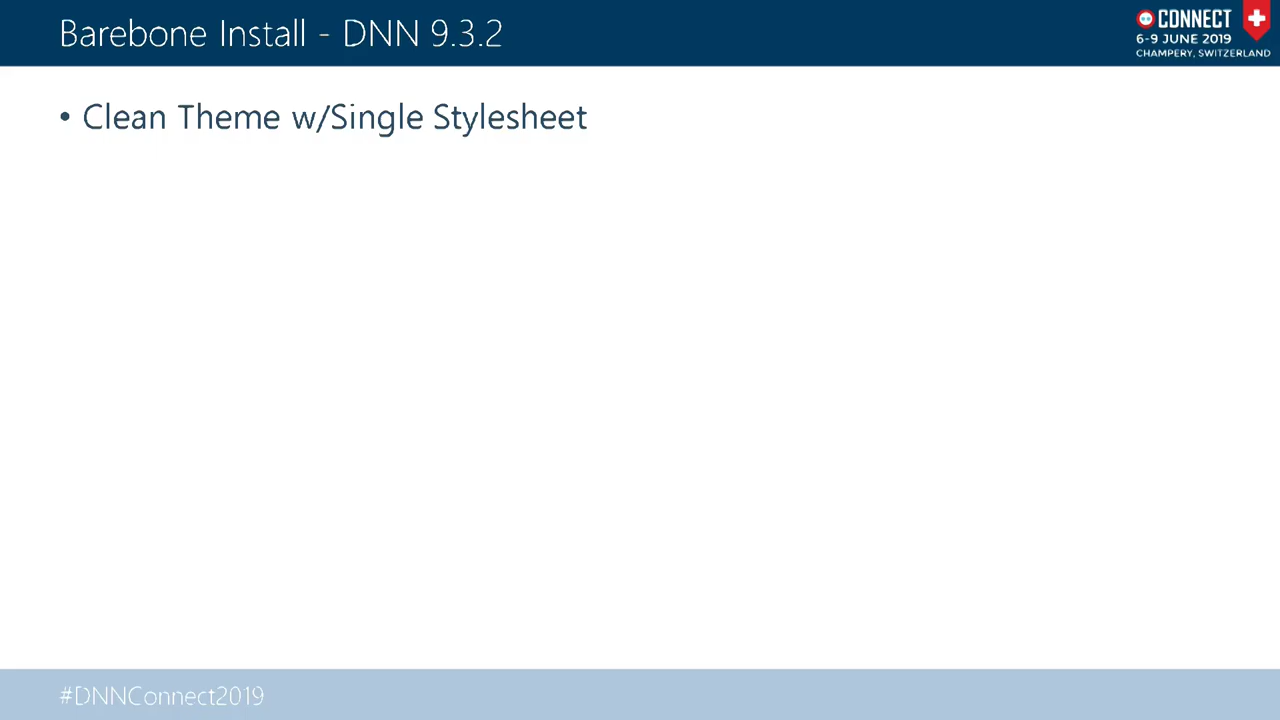 Barebone Install - DNN 9.3.2
CONNECT
6-9 JUNE 2019
CHAMPERY, SWITZERLAND
• Clean Theme w/Single Stylesheet
#DNNConnect2019